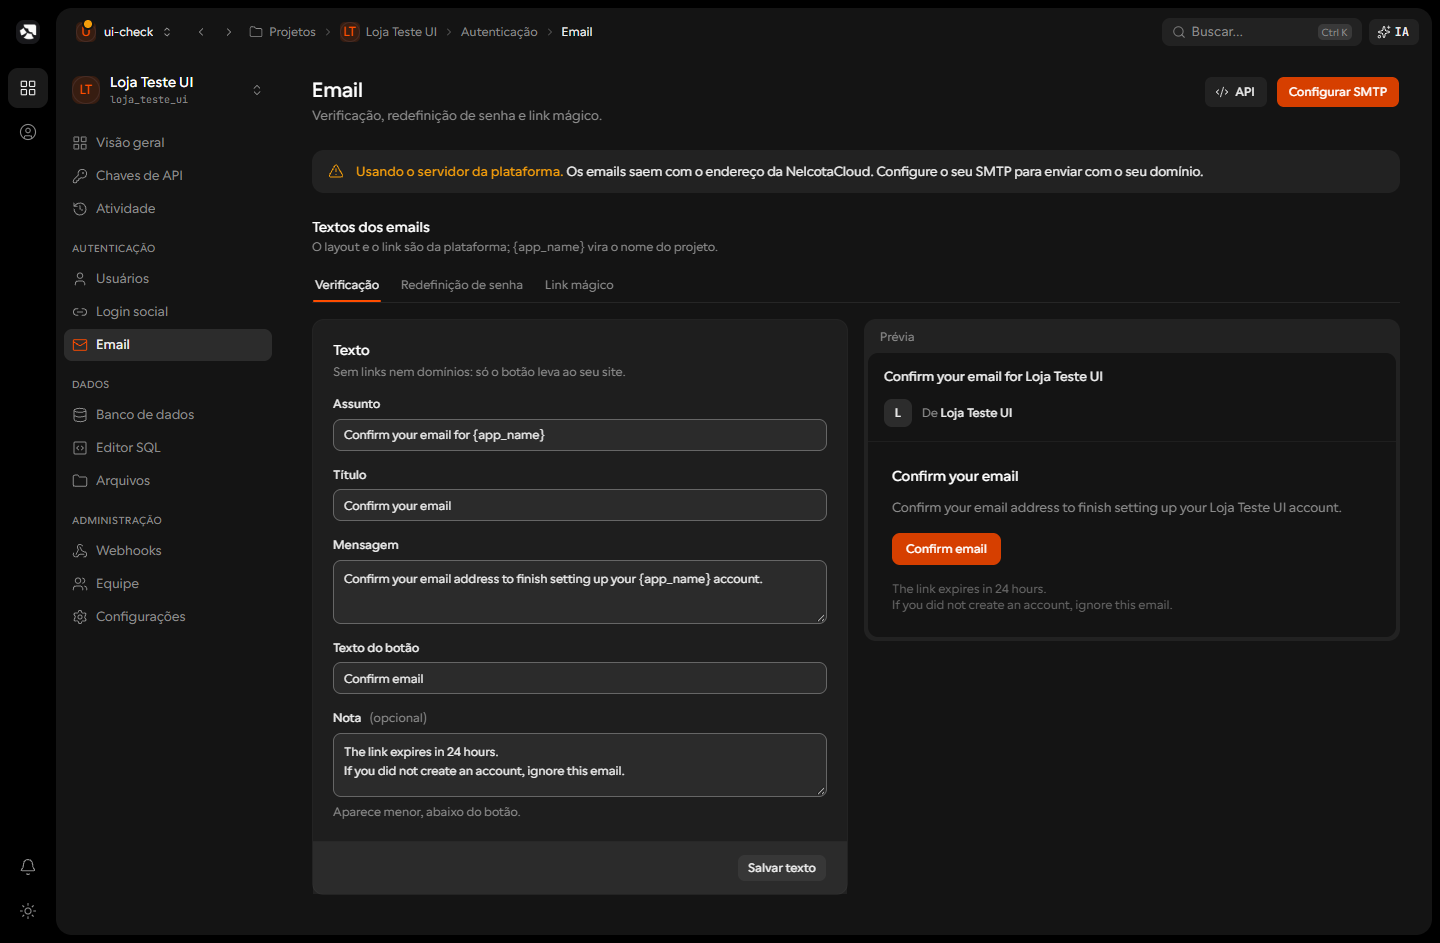 U ui-check
Projetos
LT Loja Teste UI
Autenticação
Email
Buscar...
Ctrl K
IA
LT
Loja Teste UI
loja_teste_ui
Visão geral
Chaves de API
Atividade
AUTENTICAÇÃO
Usuários
Login social
Email
DADOS
Banco de dados
Editor SQL
Arquivos
ADMINISTRAÇÃO
Webhooks
Equipe
Configurações
Email
Verificação, redefinição de senha e link mágico.
</> API
Configurar SMTP
Usando o servidor da plataforma. Os emails saem com o endereço da NelcotaCloud. Configure o seu SMTP para enviar com o seu domínio.
Textos dos emails
O layout e o link são da plataforma; {app_name} vira o nome do projeto.
Verificação
Redefinição de senha
Link mágico
Texto
Sem links nem domínios: só o botão leva ao seu site.
Assunto
Confirm your email for {app_name}
Título
Confirm your email
Mensagem
Confirm your email address to finish setting up your {app_name} account.
Texto do botão
Confirm email
Nota (opcional)
The link expires in 24 hours.
If you did not create an account, ignore this email.
Aparece menor, abaixo do botão.
Salvar texto
Prévia
Confirm your email for Loja Teste UI
L
De Loja Teste UI
Confirm your email
Confirm your email address to finish setting up your Loja Teste UI account.
Confirm email
The link expires in 24 hours.
If you did not create an account, ignore this email.